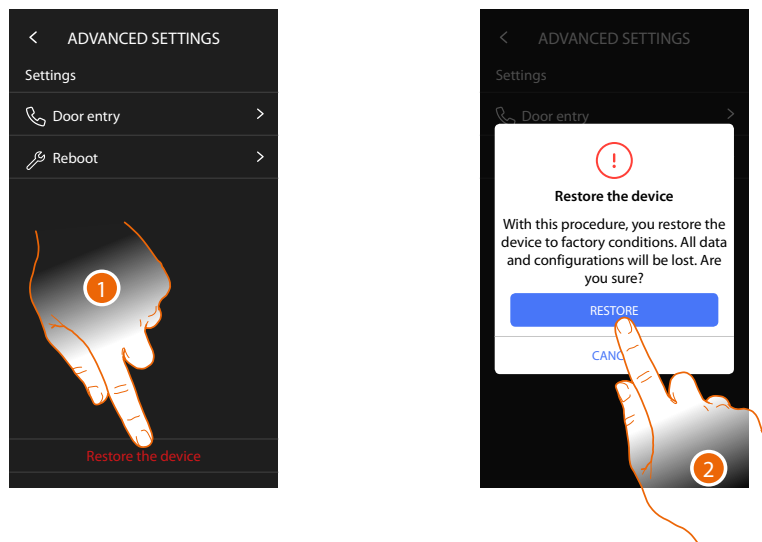 ADVANCED SETTINGS
Settings
Door entry
Reboot
1
Restore the device
ADVANCED SETTINGS
Settings
Door entry
!
Restore the device
With this procedure, you restore the
device to factory conditions. All data
and configurations will be lost. Are
you sure?
RESTORE
CANC
2